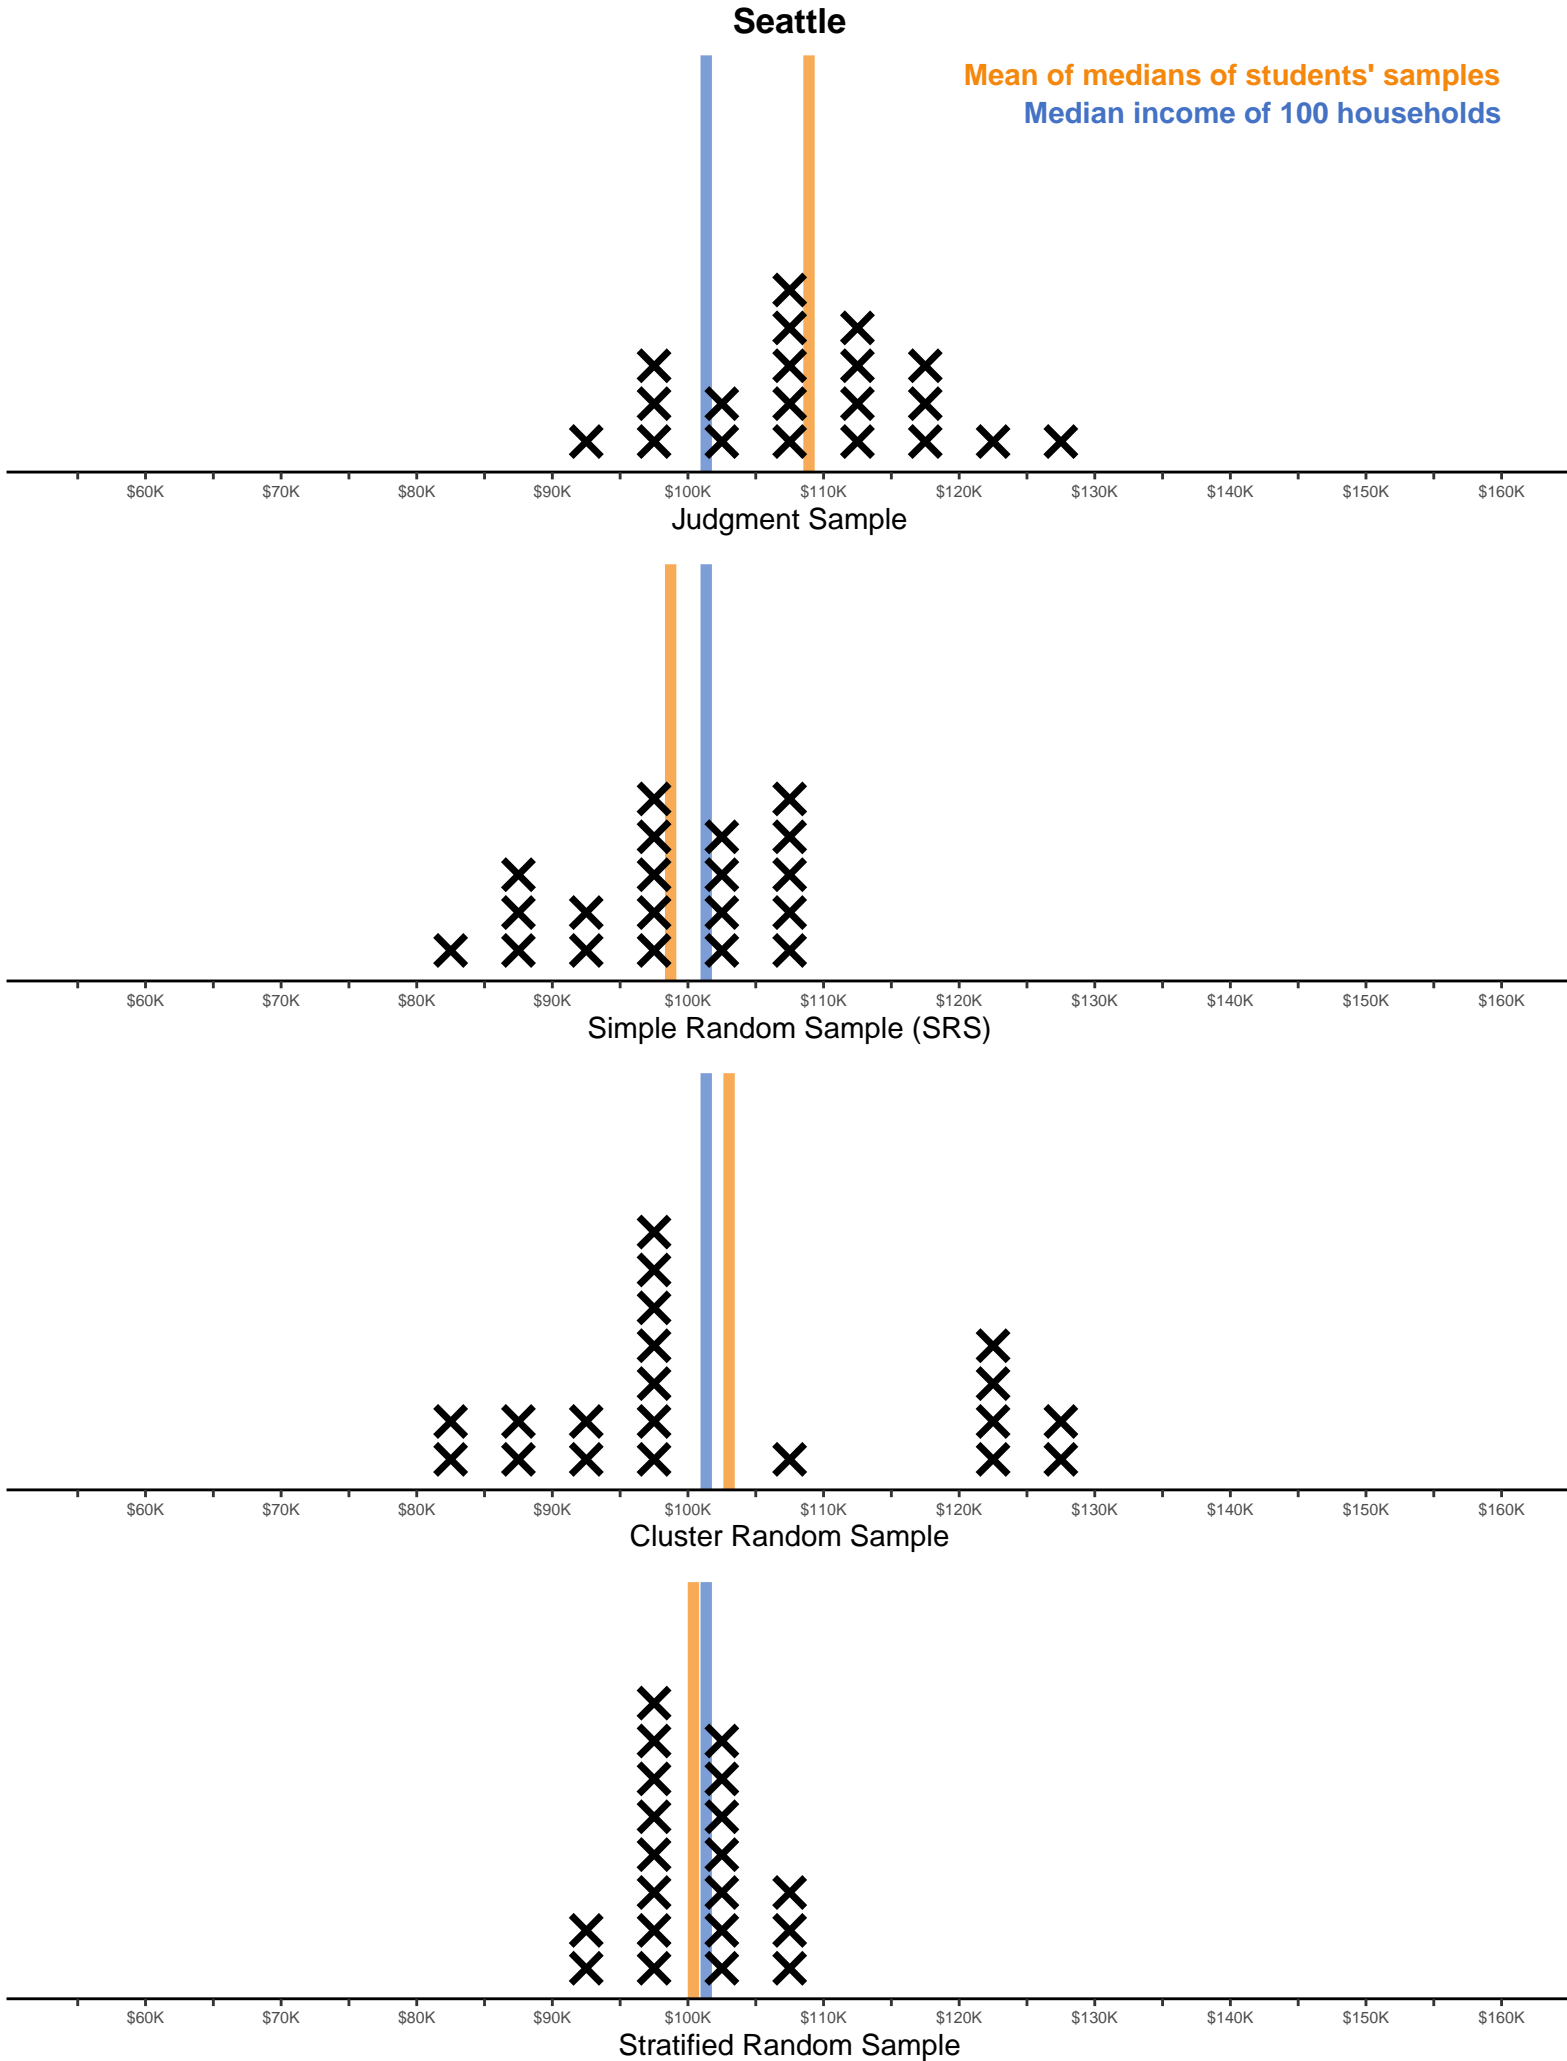 Seattle
Mean of medians of students' samples
Median income of 100 households
$60K $70K $80K $90K $100K $110K $120K $130K $140K $150K $160K
Judgment Sample
$60K $70K $80K $90K $100K $110K $120K $130K $140K $150K $160K
Simple Random Sample (SRS)
$60K $70K $80K $90K $100K $110K $120K $130K $140K $150K $160K
Cluster Random Sample
$60K $70K $80K $90K $100K $110K $120K $130K $140K $150K $160K
Stratified Random Sample